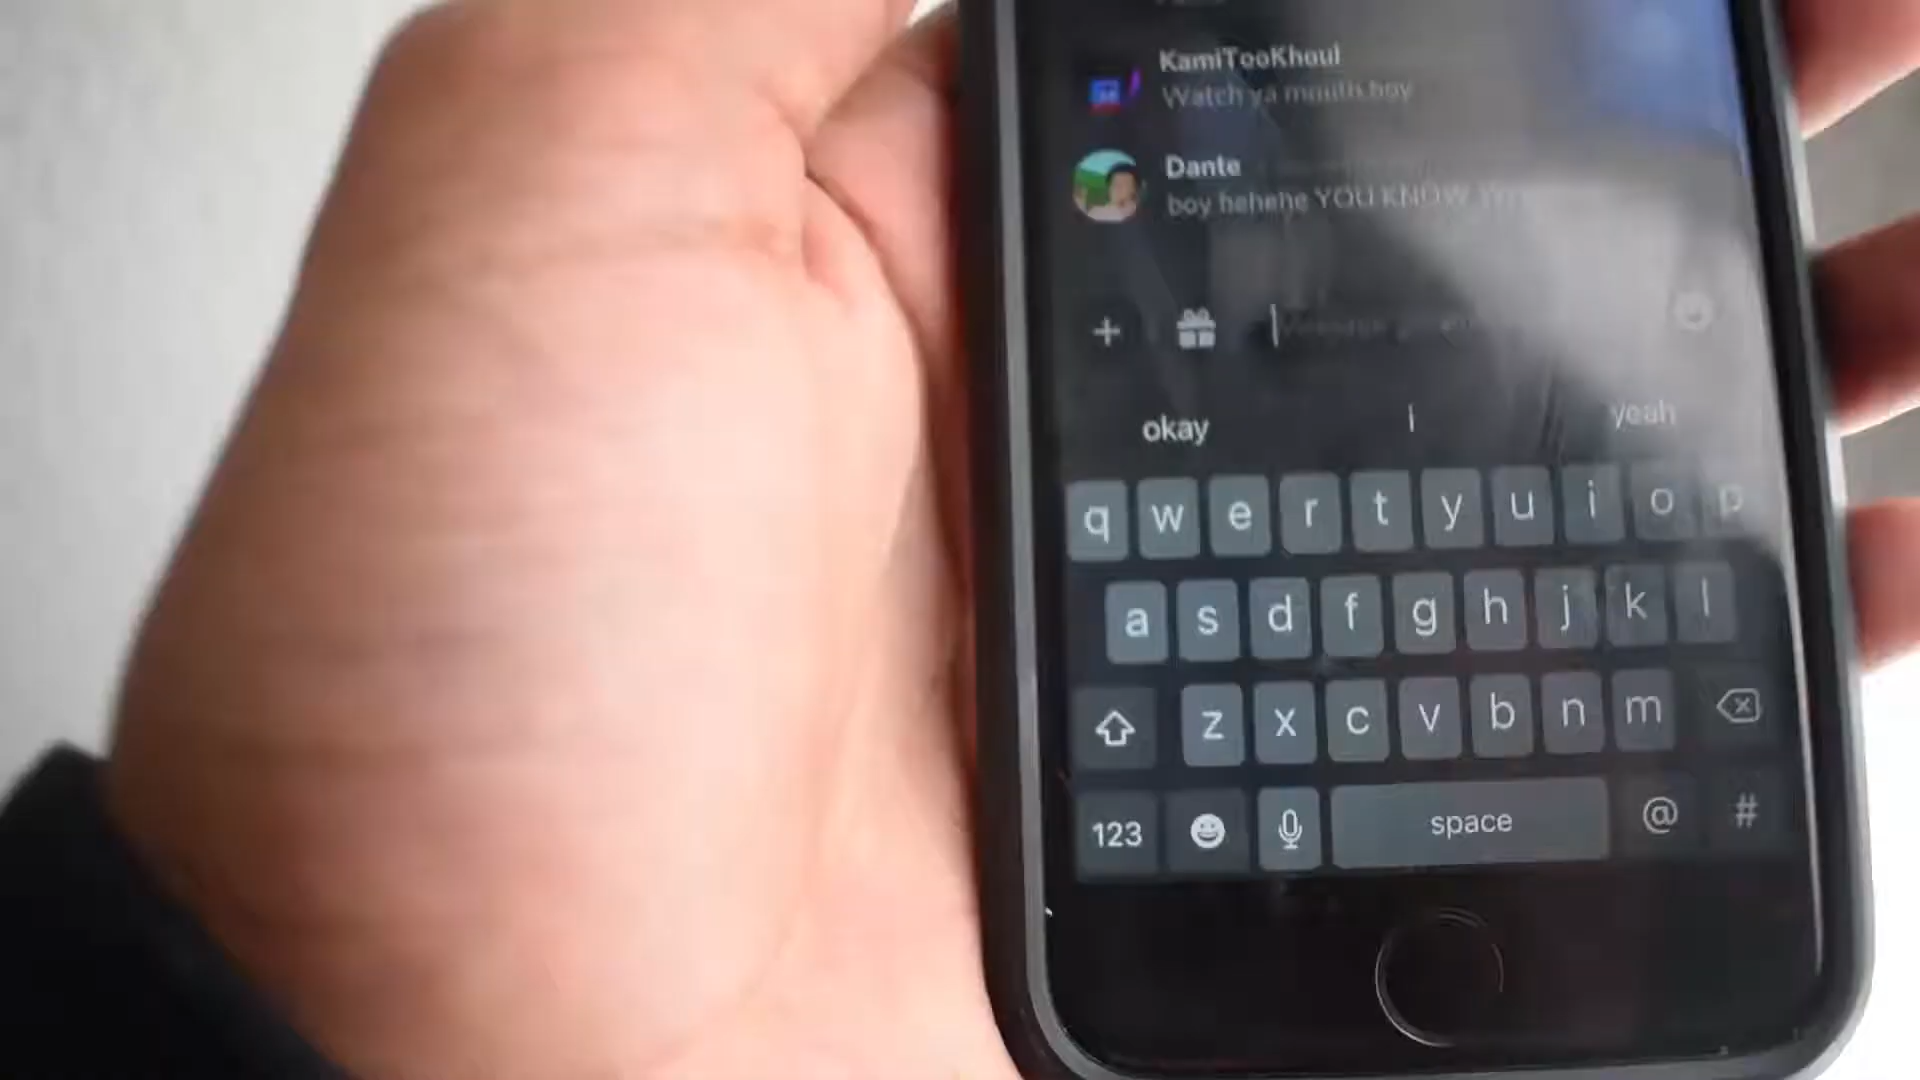 KamiTooKhoul
Watch ya mouth boy
Dante
boy hehehe YOU KNOW
okay i yeah
q w e r t y u i o p
a s d f g h j k l
z x c v b n m
123 space @ #